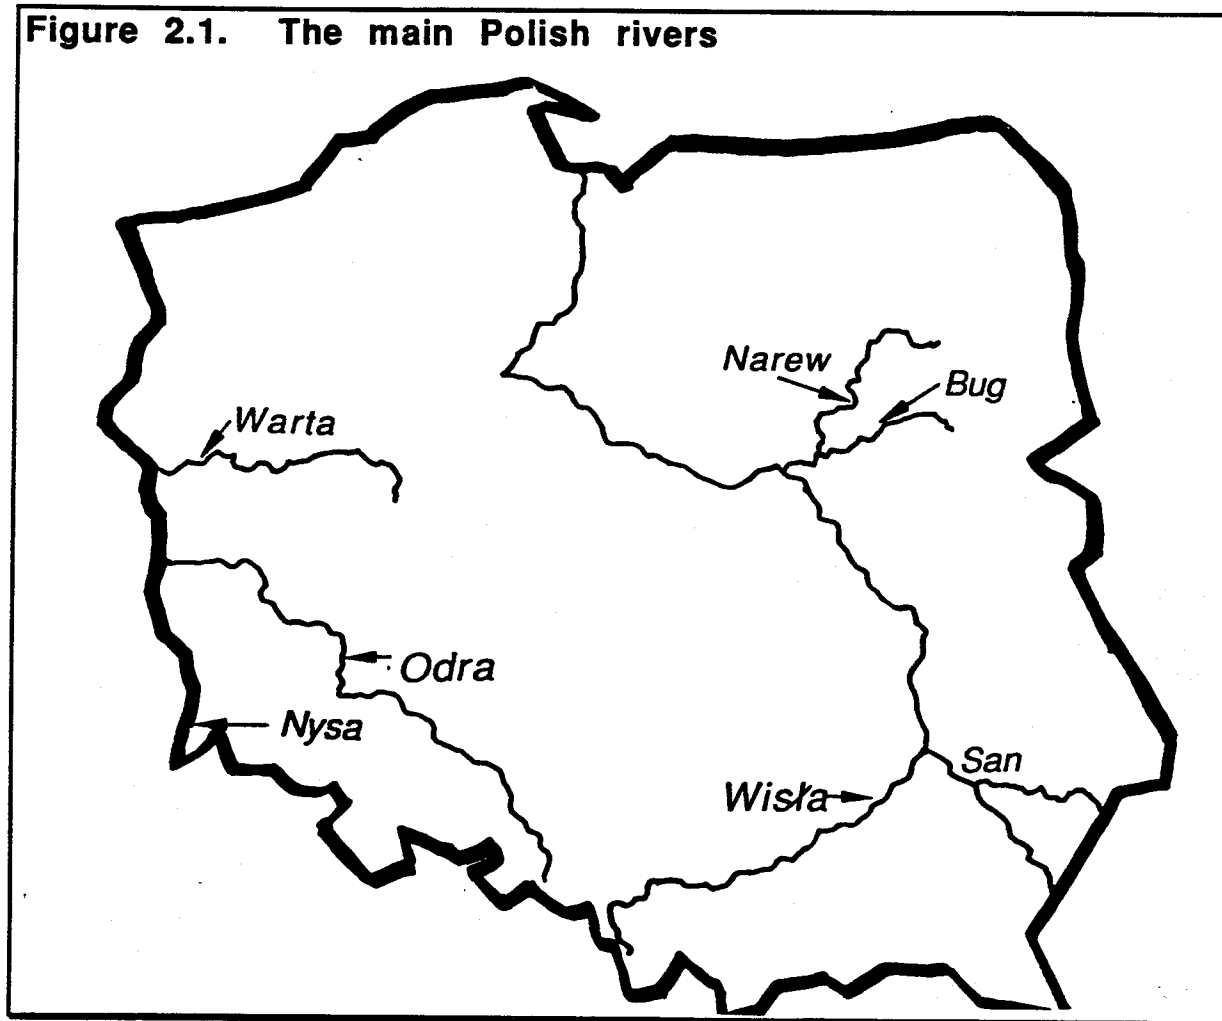 Figure 2.1. The main Polish rivers
Narew
Bug
Warta
Odra
Nysa
San
Wisła